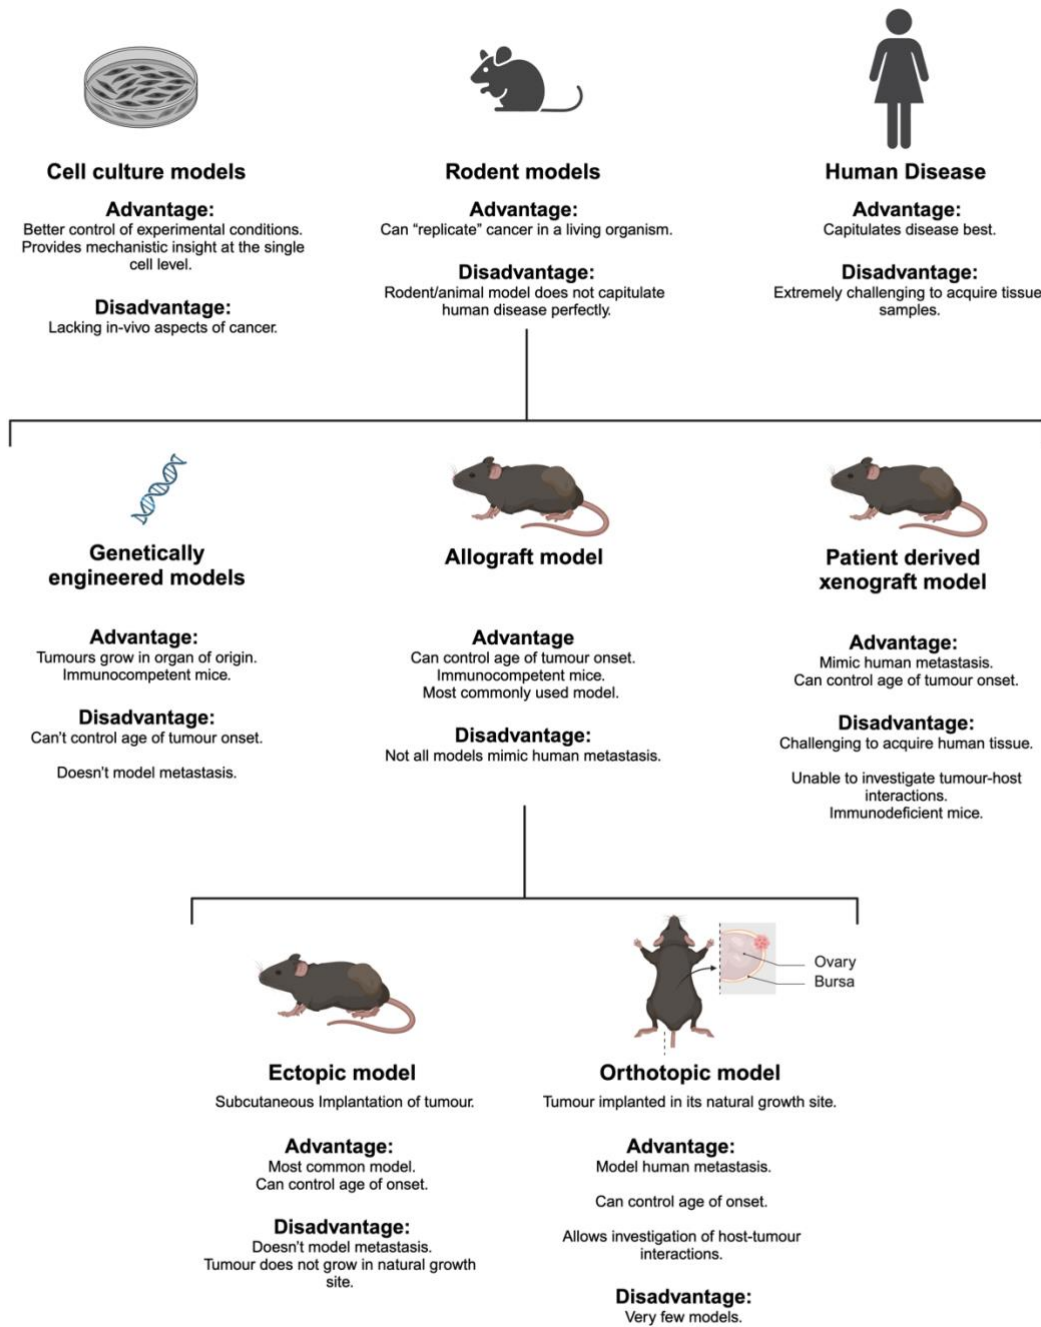 Cell culture models
Advantage:
Better control of experimental conditions.
Provides mechanistic insight at the single
cell level.
Disadvantage:
Lacking in-vivo aspects of cancer.
Rodent models
Advantage:
Can “replicate” cancer in a living organism.
Disadvantage:
Rodent/animal model does not capitulate
human disease perfectly.
Human Disease
Advantage:
Capitulates disease best.
Disadvantage:
Extremely challenging to acquire tissue
samples.
Genetically
engineered models
Advantage:
Tumours grow in organ of origin.
Immunocompetent mice.
Disadvantage:
Can’t control age of tumour onset.
Doesn’t model metastasis.
Allograft model
Advantage
Can control age of tumour onset.
Immunocompetent mice.
Most commonly used model.
Disadvantage:
Not all models mimic human metastasis.
Patient derived
xenograft model
Advantage:
Mimic human metastasis.
Can control age of tumour onset.
Disadvantage:
Challenging to acquire human tissue.
Unable to investigate tumour-host
interactions.
Immunodeficient mice.
Ectopic model
Subcutaneous Implantation of tumour.
Advantage:
Most common model.
Can control age of onset.
Disadvantage:
Doesn’t model metastasis.
Tumour does not grow in natural growth
site.
Ovary
Bursa
Orthotopic model
Tumour implanted in its natural growth site.
Advantage:
Model human metastasis.
Can control age of onset.
Allows investigation of host-tumour
interactions.
Disadvantage:
Very few models.